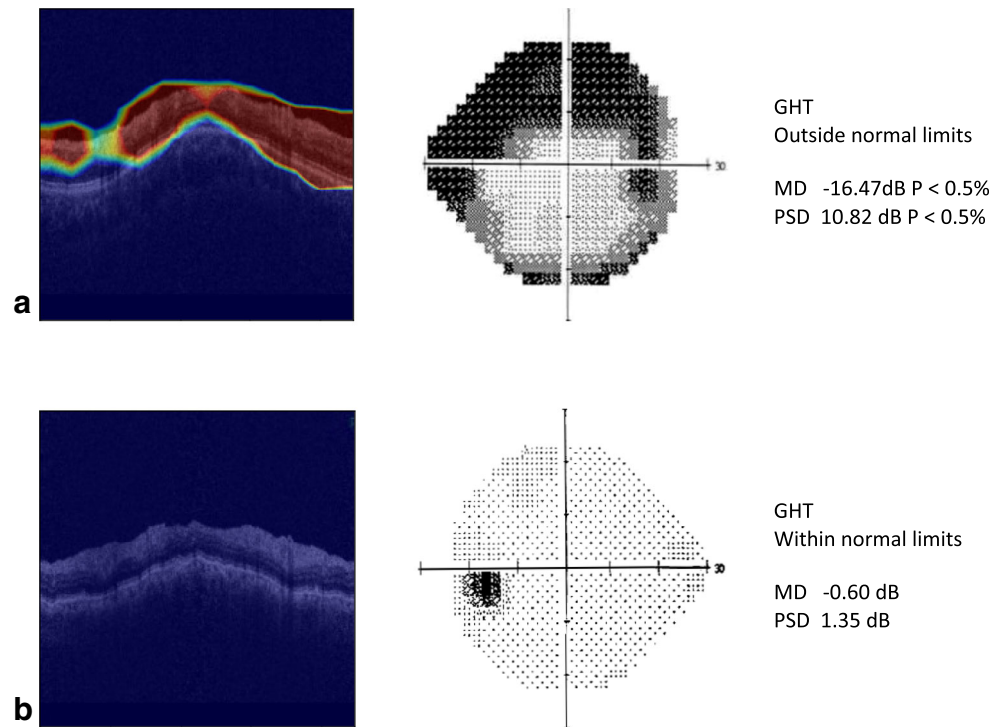 GHT
Outside normal limits
30
MD -16.47dB P < 0.5%
PSD 10.82 dB P < 0.5%
a
GHT
Within normal limits
30
MD -0.60 dB
PSD 1.35 dB
b